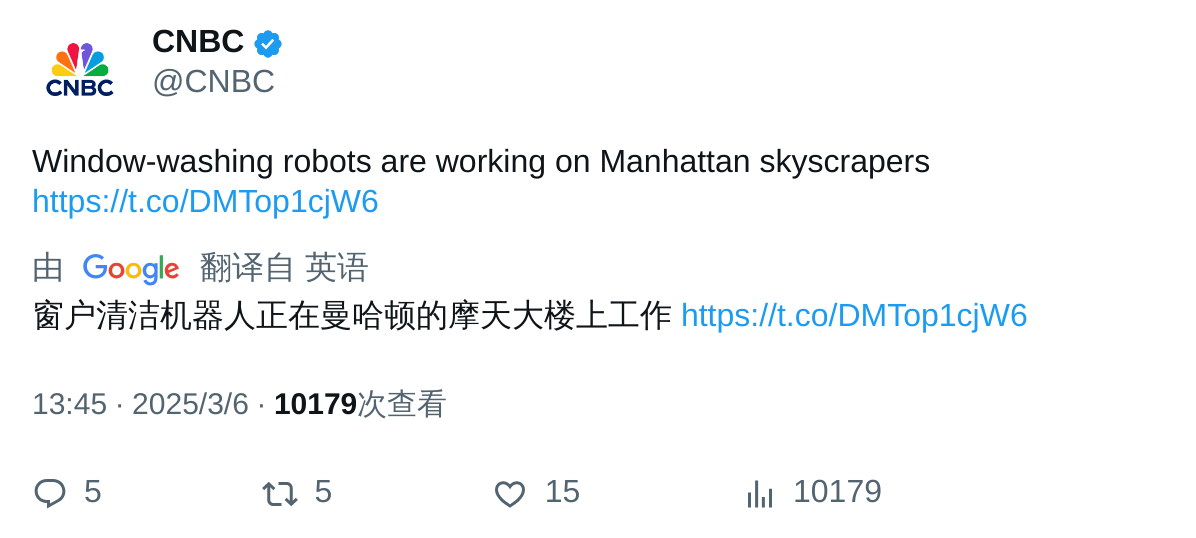 CNBC
CNBC
@CNBC
Window-washing robots are working on Manhattan skyscrapers
https://t.co/DMTop1cjW6
由 Google 翻译自 英语
窗户清洁机器人正在曼哈顿的摩天大楼上工作 https://t.co/DMTop1cjW6
13:45 · 2025/3/6 · 10179次查看
5 5 15 10179